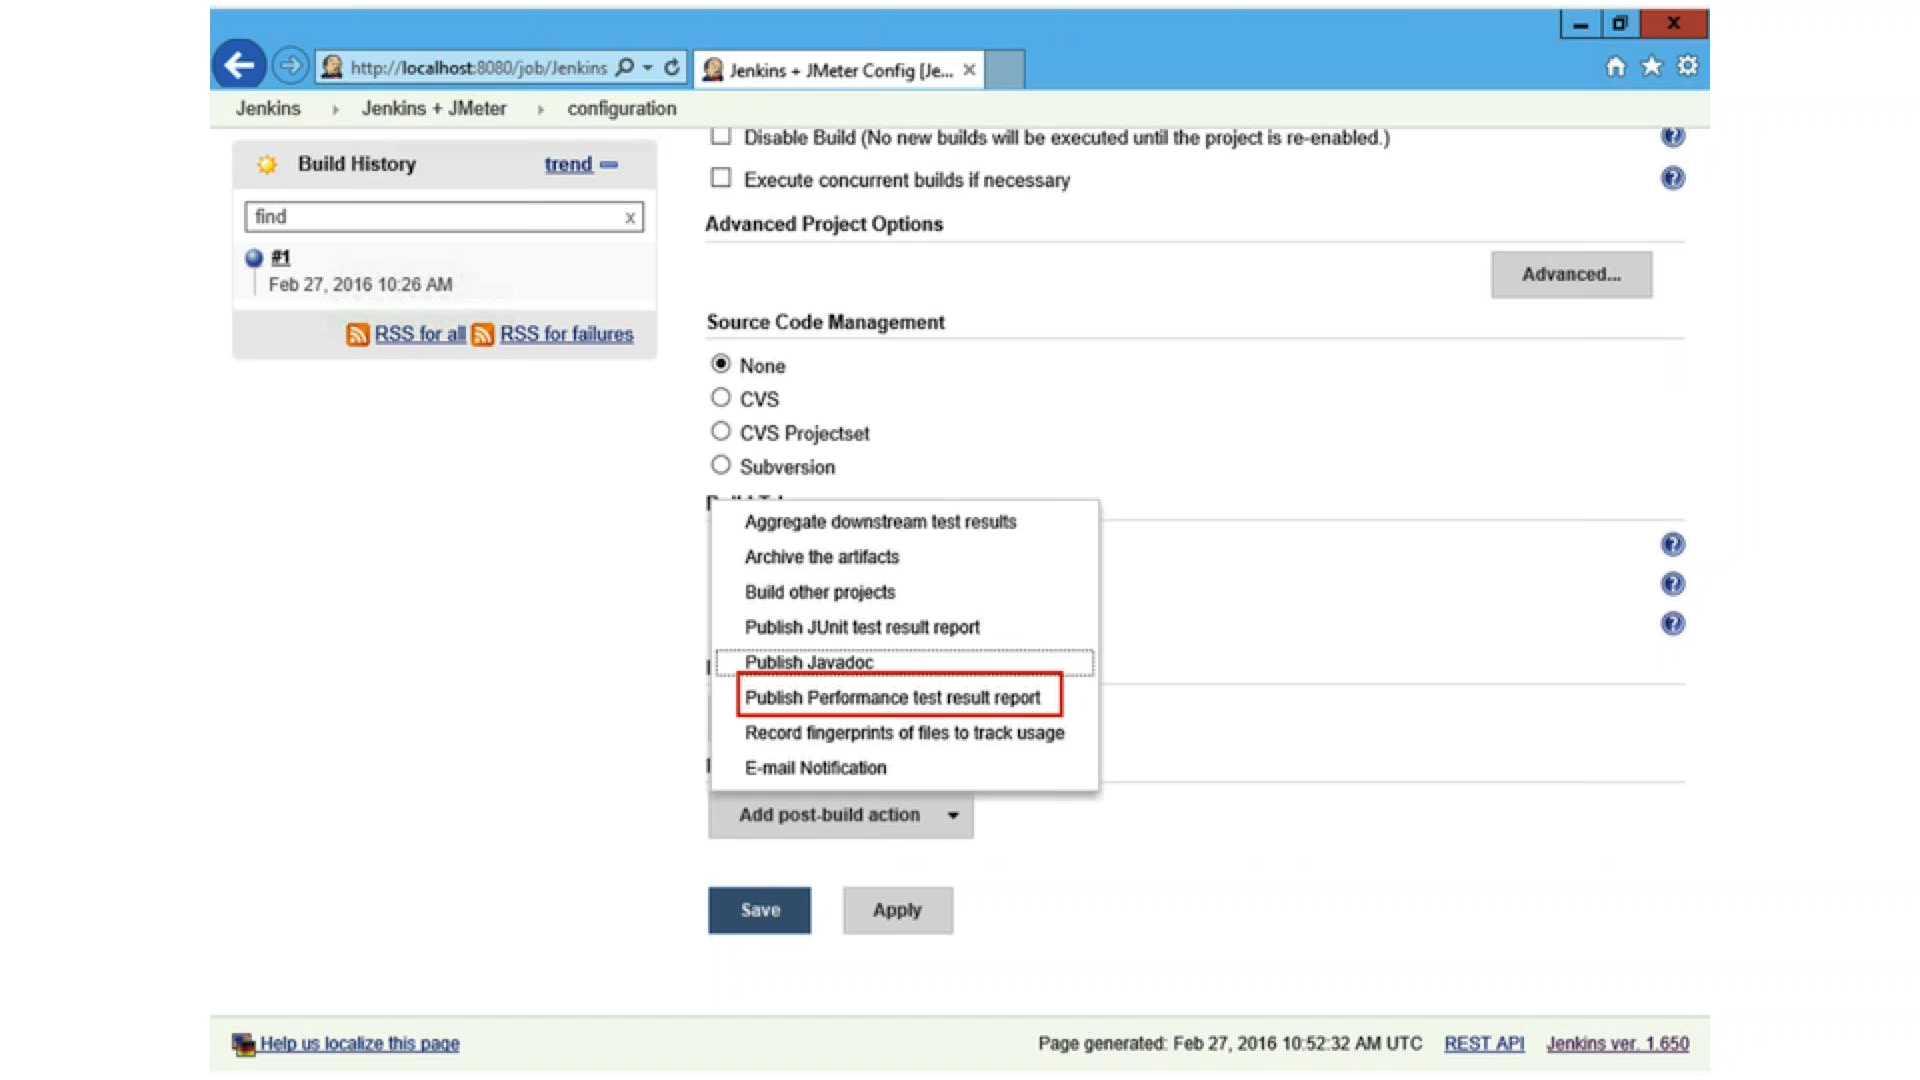 http://localhost:8080/job/Jenkins
Jenkins + JMeter Config [Je...
Jenkins
Jenkins + JMeter
configuration
Build History
trend
find
x
#1
Feb 27, 2016 10:26 AM
RSS for all
RSS for failures
Disable Build (No new builds will be executed until the project is re-enabled.)
Execute concurrent builds if necessary
Advanced Project Options
Advanced...
Source Code Management
None
CVS
CVS Projectset
Subversion
Aggregate downstream test results
Archive the artifacts
Build other projects
Publish JUnit test result report
Publish Javadoc
Publish Performance test result report
Record fingerprints of files to track usage
E-mail Notification
Add post-build action
Save
Apply
Help us localize this page
Page generated: Feb 27, 2016 10:52:32 AM UTC
REST API
Jenkins ver. 1.650